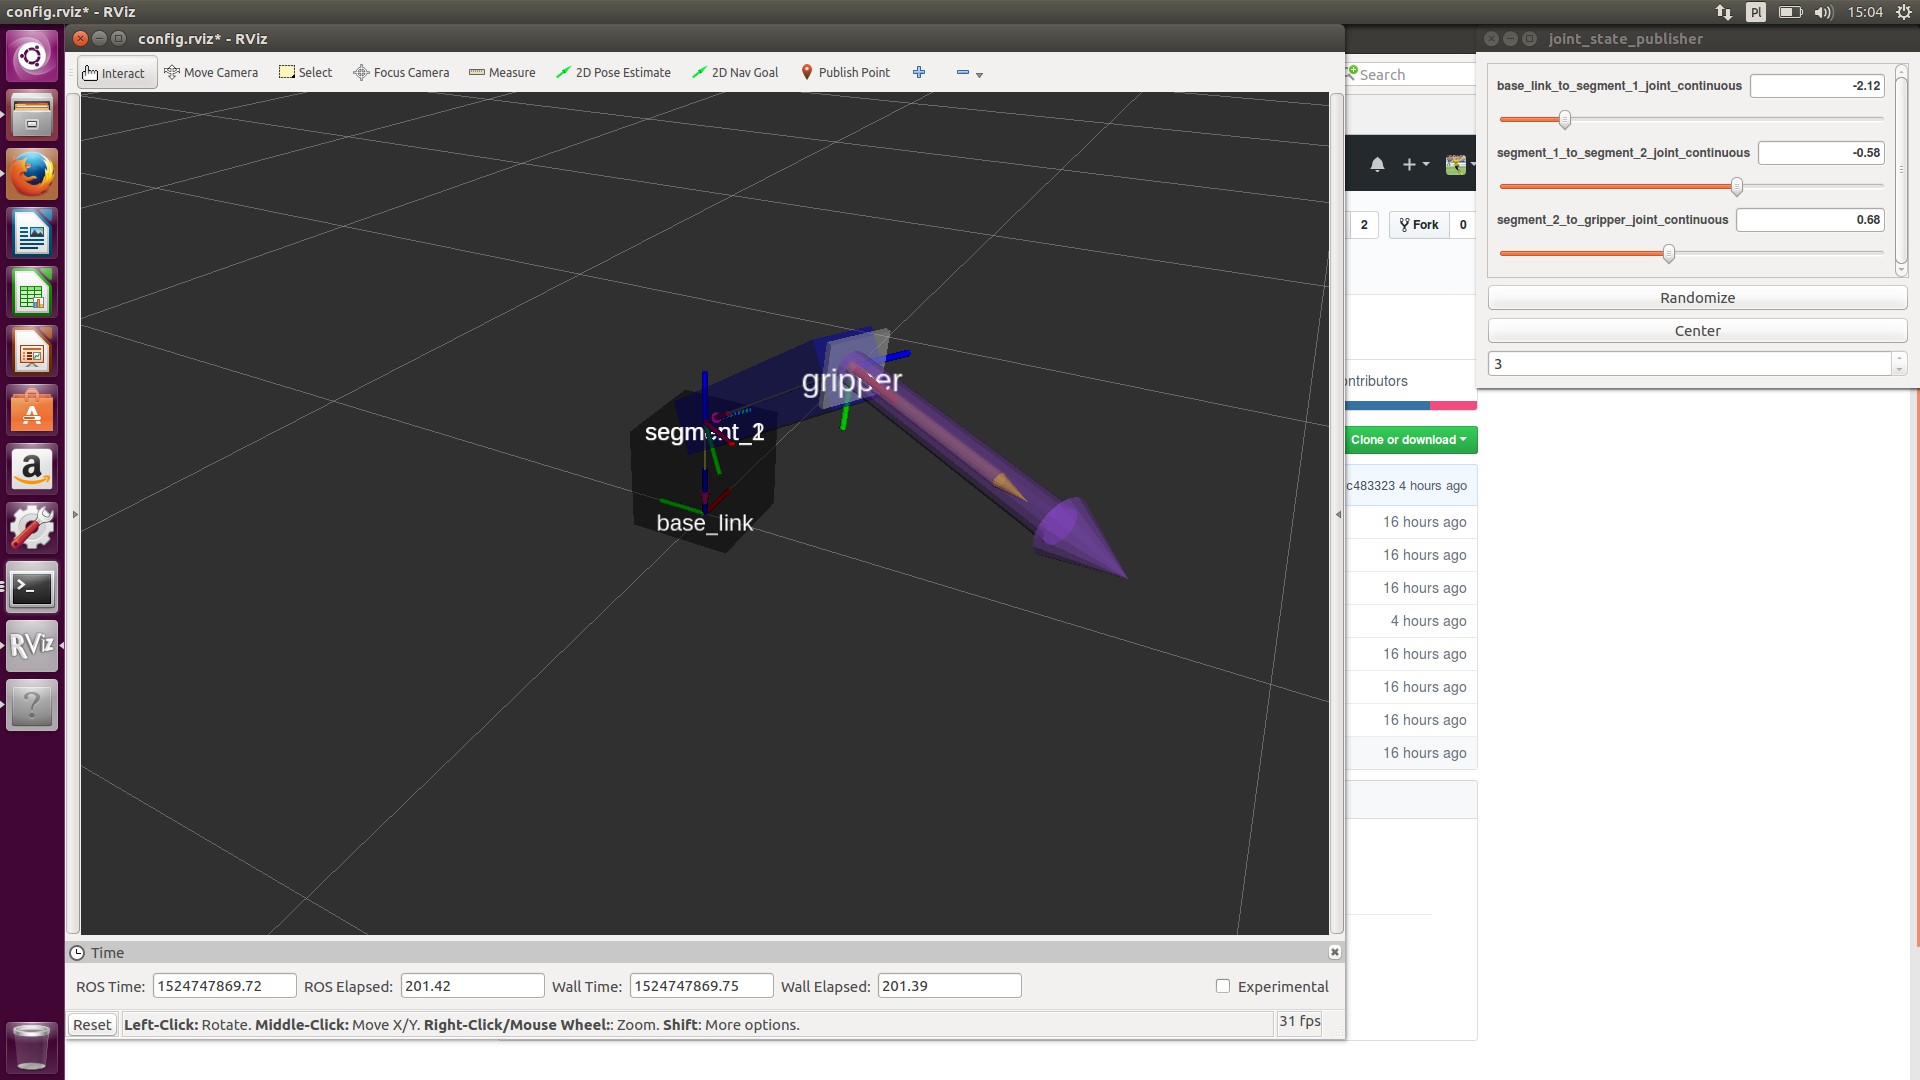 config.rviz* - RViz
Pl
15:04
config.rviz* - RViz
joint_state_publisher
Interact
Move Camera
Select
Focus Camera
Measure
2D Pose Estimate
2D Nav Goal
Publish Point
Search
base_link_to_segment_1_joint_continuous
-2.12
segment_1_to_segment_2_joint_continuous
-0.58
segment_2_to_gripper_joint_continuous
0.68
Randomize
Center
3
2
Fork
0
ontributors
Clone or download
c483323 4 hours ago
16 hours ago
16 hours ago
16 hours ago
4 hours ago
16 hours ago
16 hours ago
16 hours ago
16 hours ago
gripper
base_link
RViz
Time
ROS Time:
1524747869.72
ROS Elapsed:
201.42
Wall Time:
1524747869.75
Wall Elapsed:
201.39
Experimental
Reset
Left-Click: Rotate. Middle-Click: Move X/Y. Right-Click/Mouse Wheel:: Zoom. Shift: More options.
31 fps